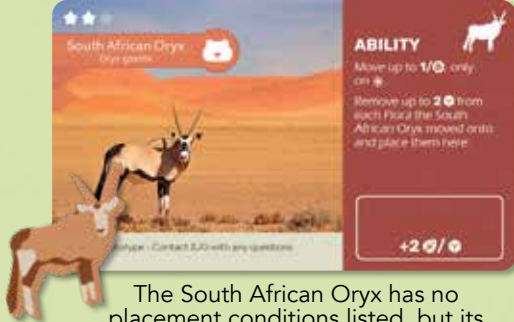 South African Oryx
Oryx gazella
ABILITY
Move up to 1/, only
on
Remove up to 2 from
each Flora the South
African Oryx moved onto
and place them here
+2 /
Prototype - Contact with any questions
The South African Oryx has no
placement conditions listed, but its